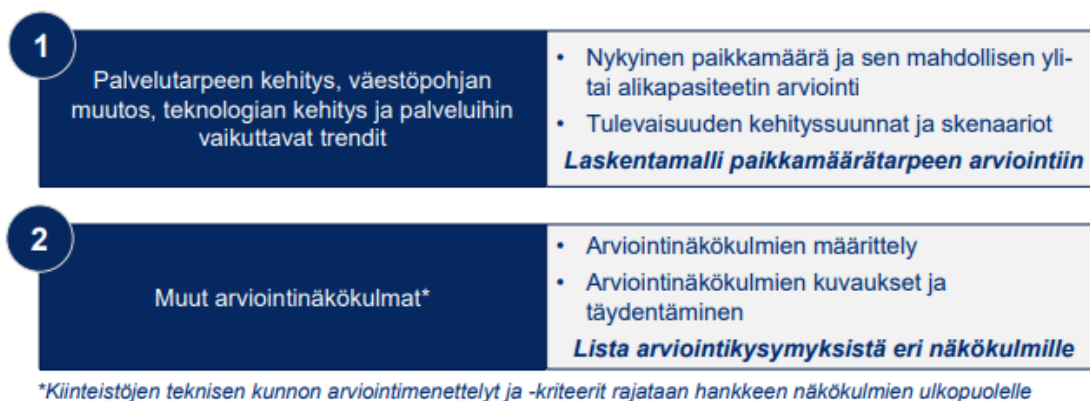 1
Palvelutarpeen kehitys, väestöpohjan
muutos, teknologian kehitys ja palveluihin
vaikuttavat trendit
• Nykyinen paikkamäärä ja sen mahdollisen yli-
tai alikapasiteetin arviointi
• Tulevaisuuden kehityssuunnat ja skenaariot
Laskentamalli paikkamäärätarpeen arviointiin
2
Muut arviointinäkökulmat*
• Arviointinäkökulmien määrittely
• Arviointinäkökulmien kuvaukset ja
täydentäminen
Lista arviointikysymyksistä eri näkökulmille
*Kiinteistöjen teknisen kunnon arviointimenettelyt ja -kriteerit rajataan hankkeen näkökulmien ulkopuolelle